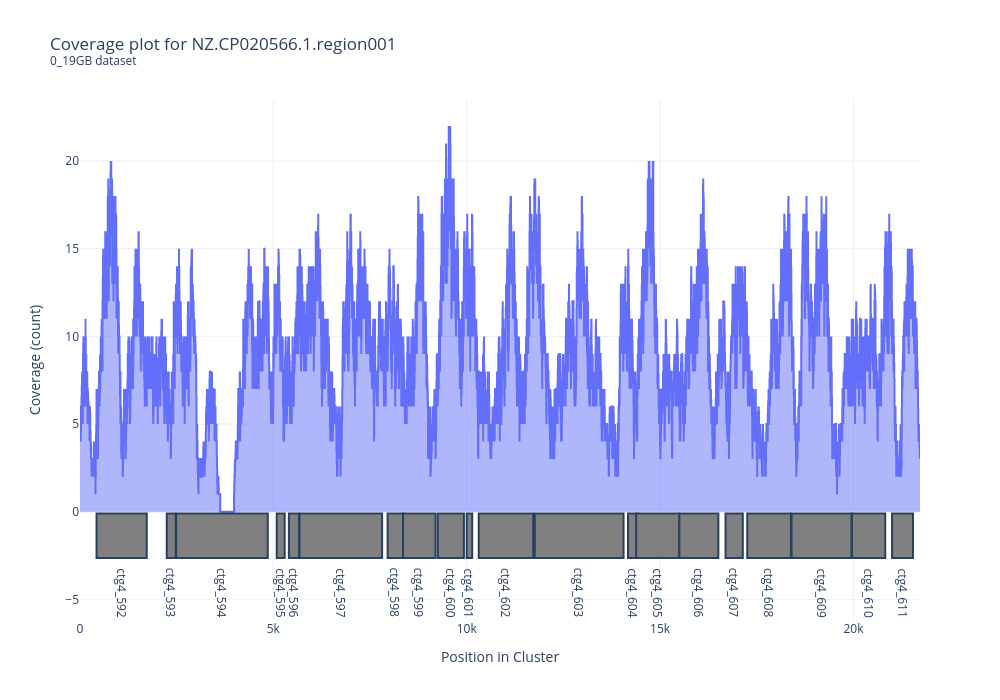 Coverage plot for NZ.CP020566.1.region001
0_19GB dataset
Coverage (count)
20
15
10
5
0
−5
ctg4_592
ctg4_593
ctg4_594
ctg4_595
ctg4_596
ctg4_597
ctg4_598
ctg4_599
ctg4_600
ctg4_601
ctg4_602
ctg4_603
ctg4_604
ctg4_605
ctg4_606
ctg4_607
ctg4_608
ctg4_609
ctg4_610
ctg4_611
0
5k
10k
15k
20k
Position in Cluster